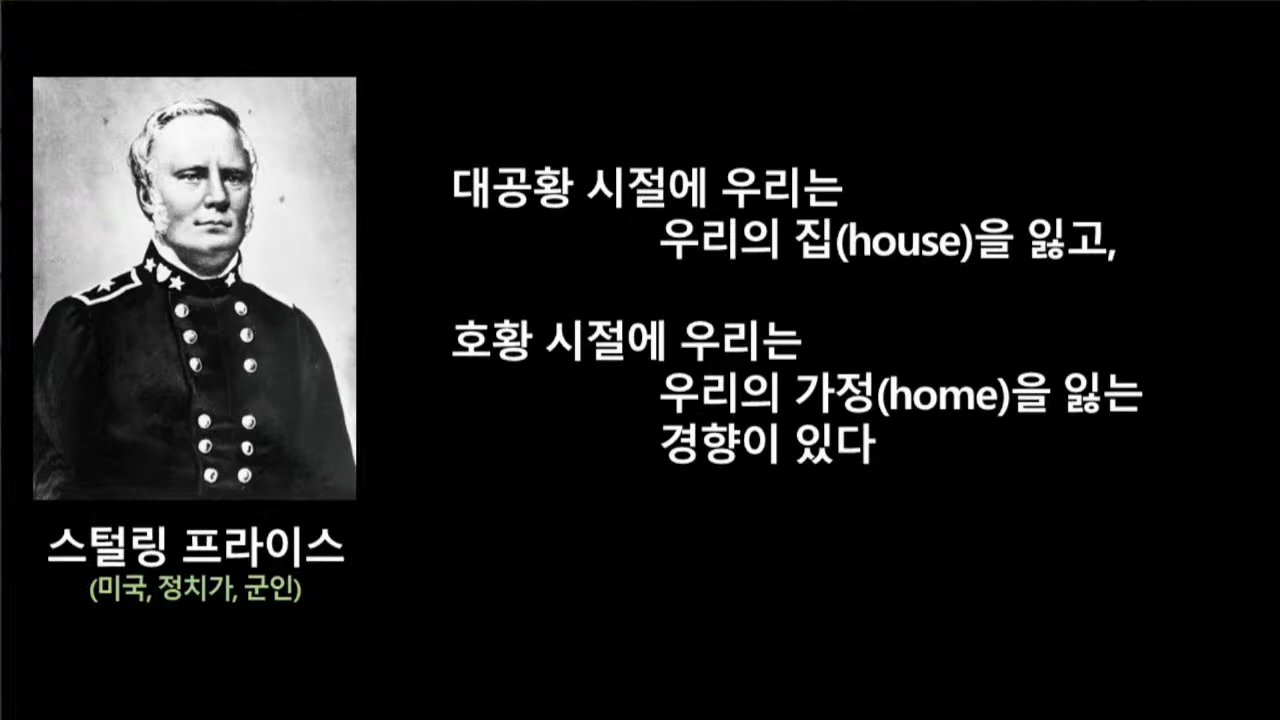 대공황 시절에 우리는
우리의 집(house)을 잃고,
호황 시절에 우리는
우리의 가정(home)을 잃는
경향이 있다
스털링 프라이스
(미국, 정치가, 군인)